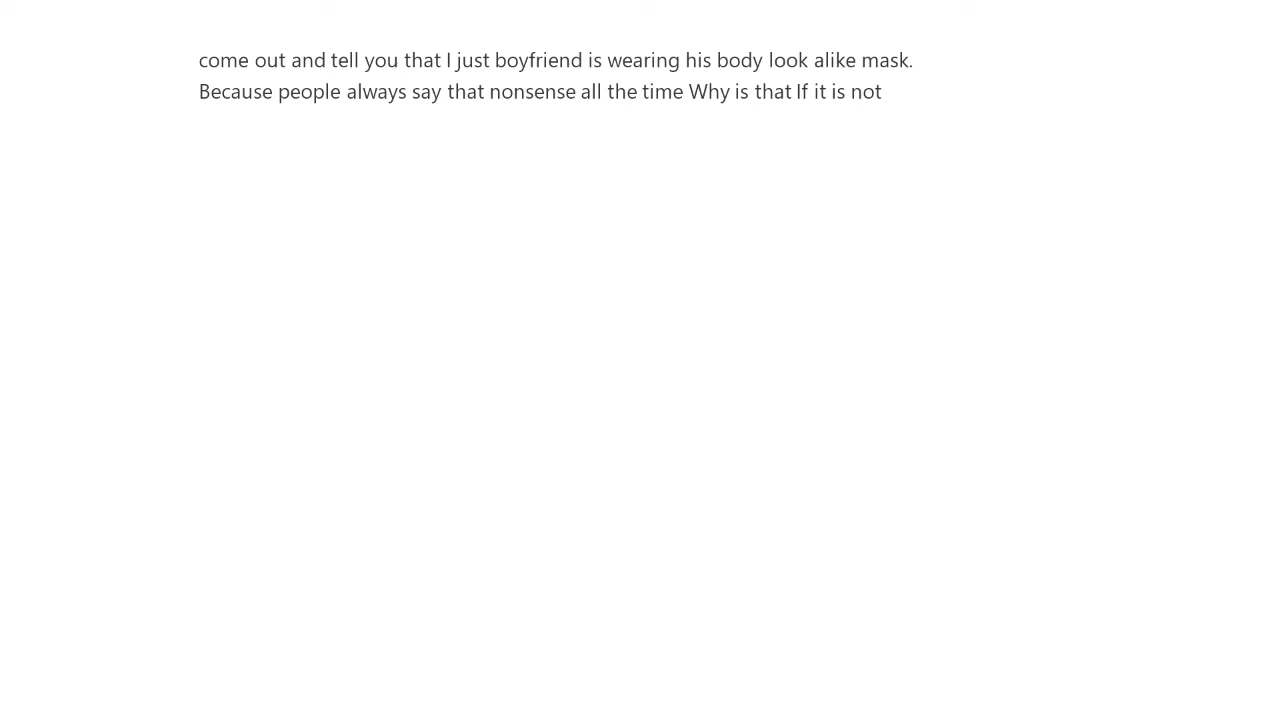 come out and tell you that I just boyfriend is wearing his body look alike mask.
Because people always say that nonsense all the time Why is that If it is not